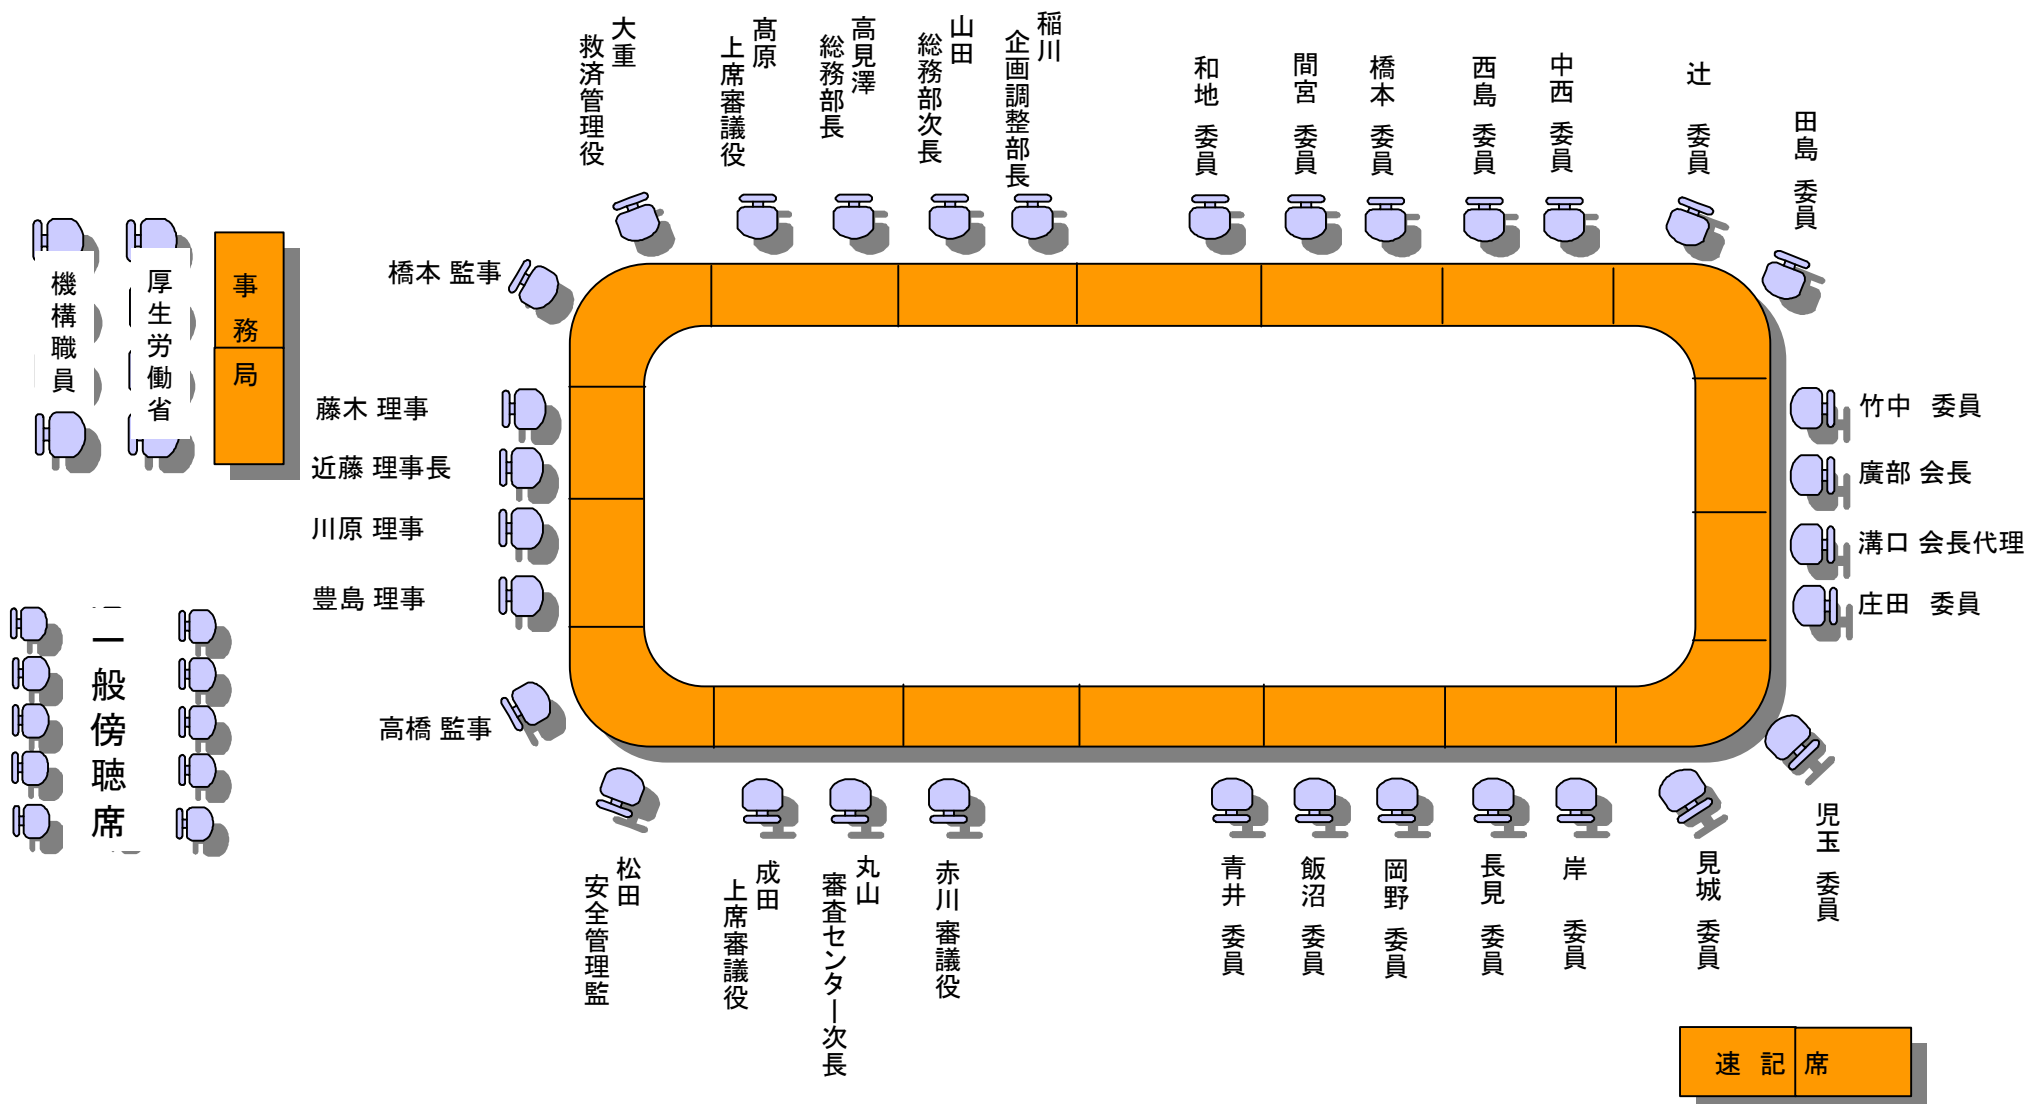 大重
救済管理役
髙原
上席審議役
高見澤
総務部長
山田
総務部次長
稲川
企画調整部長
和地 委員
間宮 委員
橋本 委員
西島 委員
中西 委員
辻 委員
田島 委員
機構職員
厚生労働省
事務局
橋本 監事
藤木 理事
近藤 理事長
川原 理事
豊島 理事
高橋 監事
竹中 委員
廣部 会長
溝口 会長代理
庄田 委員
一般傍聴席
松田
安全管理監
成田
上席審議役
丸山
審査センター次長
赤川 審議役
青井 委員
飯沼 委員
岡野 委員
長見 委員
岸 委員
見城 委員
児玉 委員
速記席